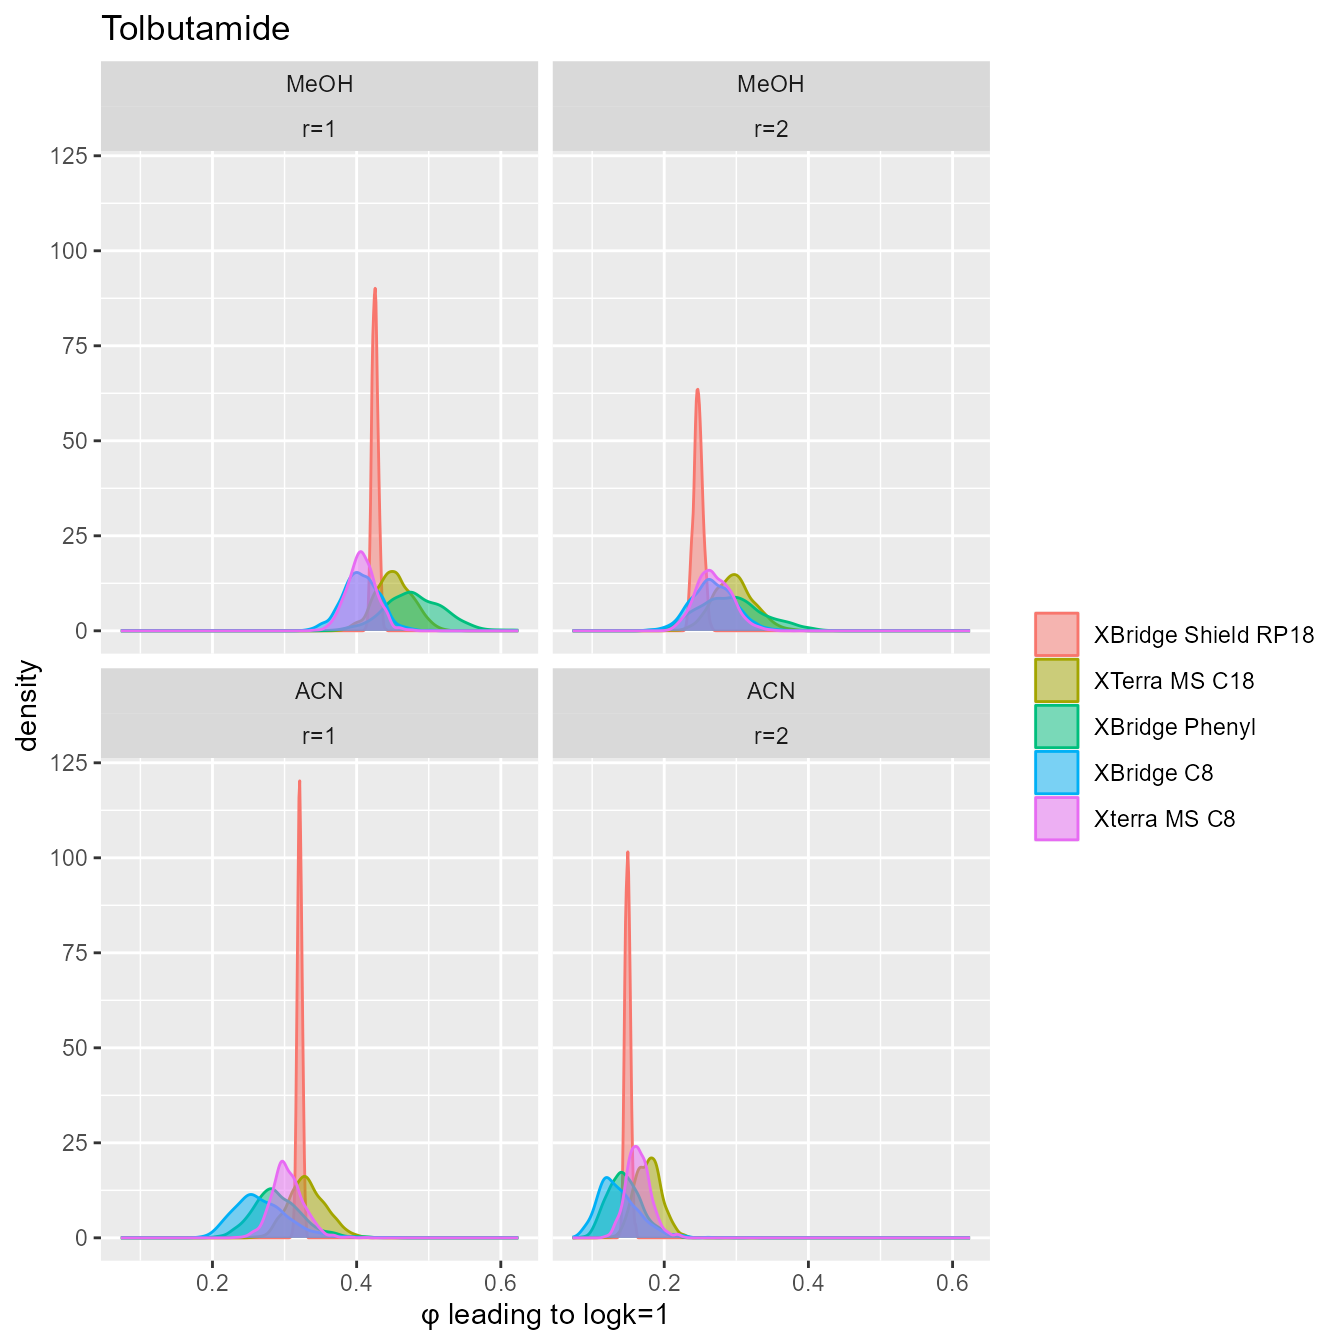 Tolbutamide
MeOH
MeOH
r=1
r=2
125
100
75
50
25
0
ACN
ACN
r=1
r=2
125
100
75
50
25
0
0.2
0.4
0.6
0.2
0.4
0.6
density
φ leading to logk=1
XBridge Shield RP18
XTerra MS C18
XBridge Phenyl
XBridge C8
Xterra MS C8